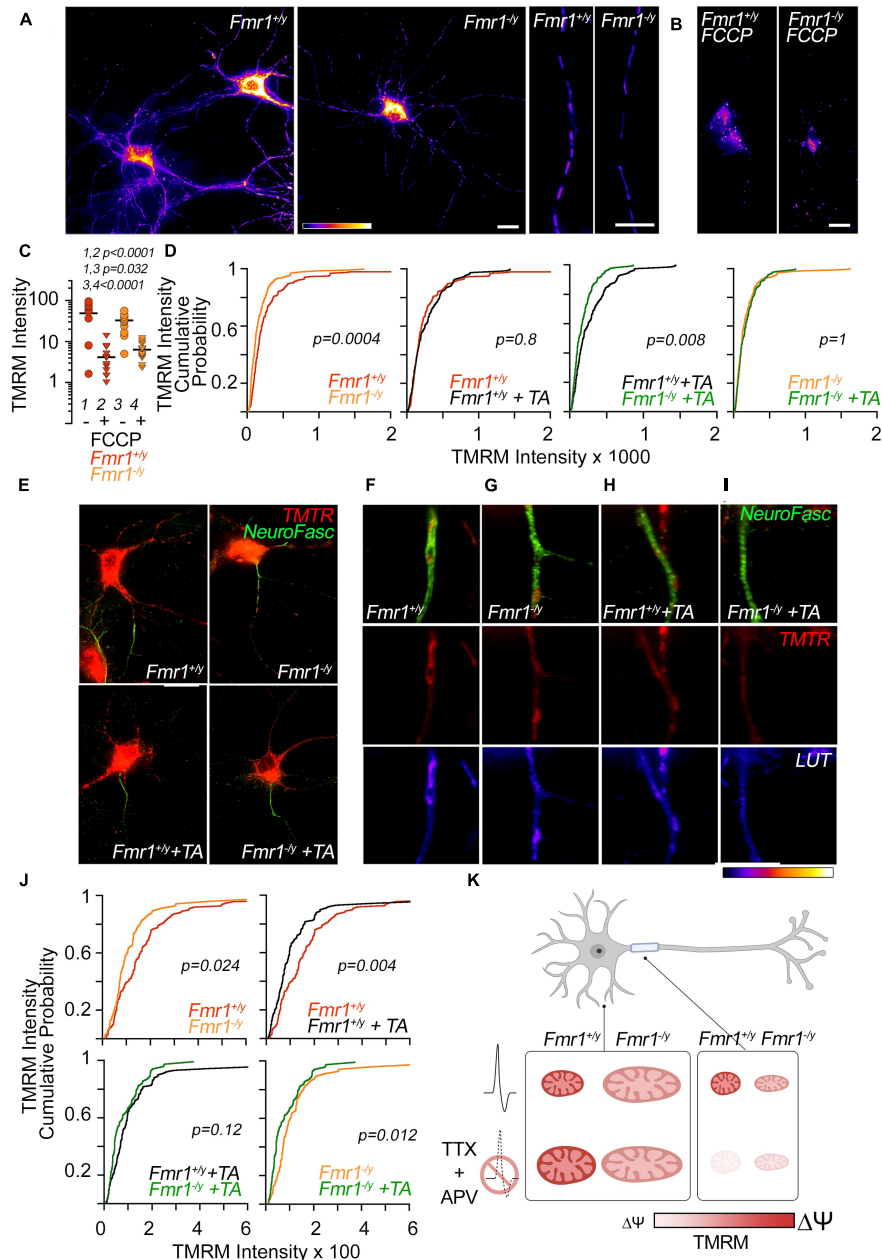 A
Fmr1+/y
Fmr1-/y
Fmr1+/y
Fmr1-/y
B
Fmr1+/y
FCCP
Fmr1-/y
FCCP
C
1,2 p<0.0001
1,3 p=0.032
3,4<0.0001
TMRM Intensity
100
10
1
1 2 3 4
- + - +
FCCP
Fmr1+/y
Fmr1-/y
D
TMRM Intensity
Cumulative
Probability
1
0.6
0.2
p=0.0004
Fmr1+/y
Fmr1-/y
0 1 2
p=0.8
Fmr1+/y
Fmr1+/y + TA
0 1 2
p=0.008
Fmr1+/y+TA
Fmr1-/y +TA
0 1 2
p=1
Fmr1-/y
Fmr1-/y +TA
0 1 2
TMRM Intensity x 1000
E
TMTR
NeuroFasc
Fmr1+/y
Fmr1-/y
Fmr1+/y+TA
Fmr1-/y +TA
F
G
H
I
NeuroFasc
Fmr1+/y
Fmr1-/y
Fmr1+/y+TA
Fmr1-/y +TA
TMTR
LUT
J
TMRM Intensity
Cumulative Probability
1
0.6
0.2
p=0.024
Fmr1+/y
Fmr1-/y
p=0.004
Fmr1+/y
Fmr1+/y + TA
1
0.6
0.2
p=0.12
Fmr1+/y+TA
Fmr1-/y +TA
0 2 4 6
p=0.012
Fmr1-/y
Fmr1-/y +TA
0 2 4 6
TMRM Intensity x 100
K
Fmr1+/y
Fmr1-/y
Fmr1+/y
Fmr1-/y
TTX
+
APV
ΔΨ
ΔΨ
TMRM